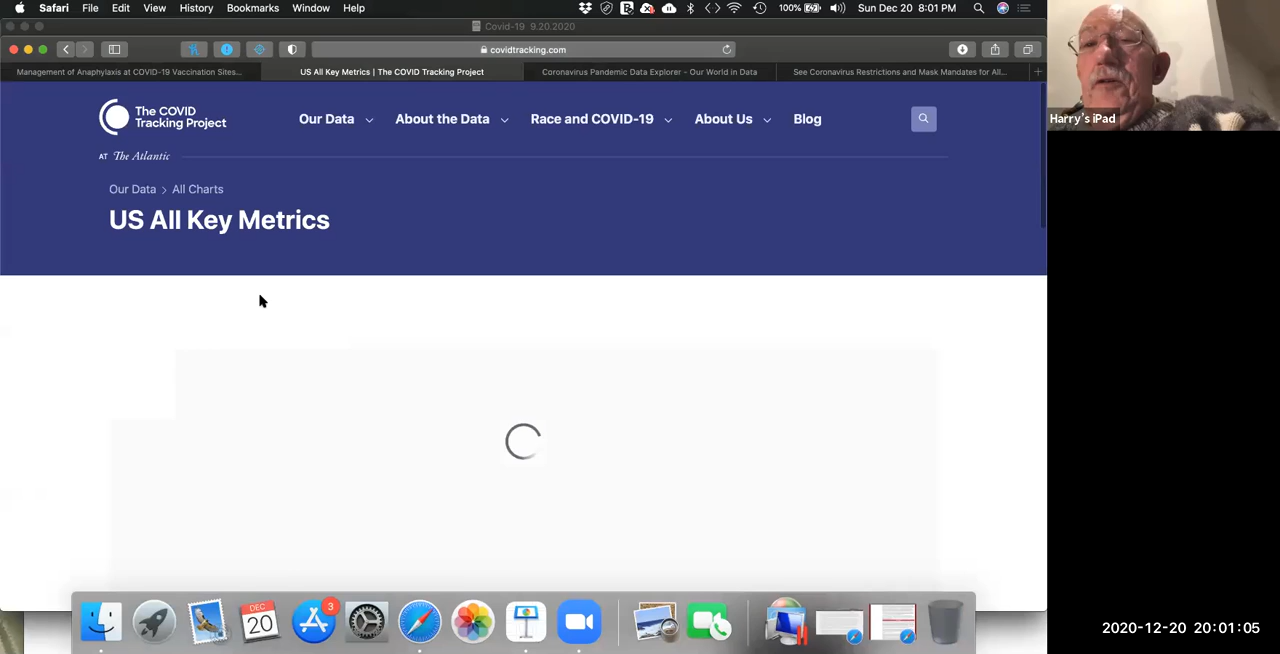 Safari File Edit View History Bookmarks Window Help 100% Sun Dec 20 8:01 PM
Covid-19 9.20.2020
covidtracking.com
Management of Anaphylaxis at COVID-19 Vaccination Sites... US All Key Metrics | The COVID Tracking Project Coronavirus Pandemic Data Explorer - Our World in Data See Coronavirus Restrictions and Mask Mandates for All...
The COVID
Tracking Project
Our Data About the Data Race and COVID-19 About Us Blog
AT The Atlantic
Our Data > All Charts
US All Key Metrics
Harry's iPad
DEC
20
3
2020-12-20 20:01:05